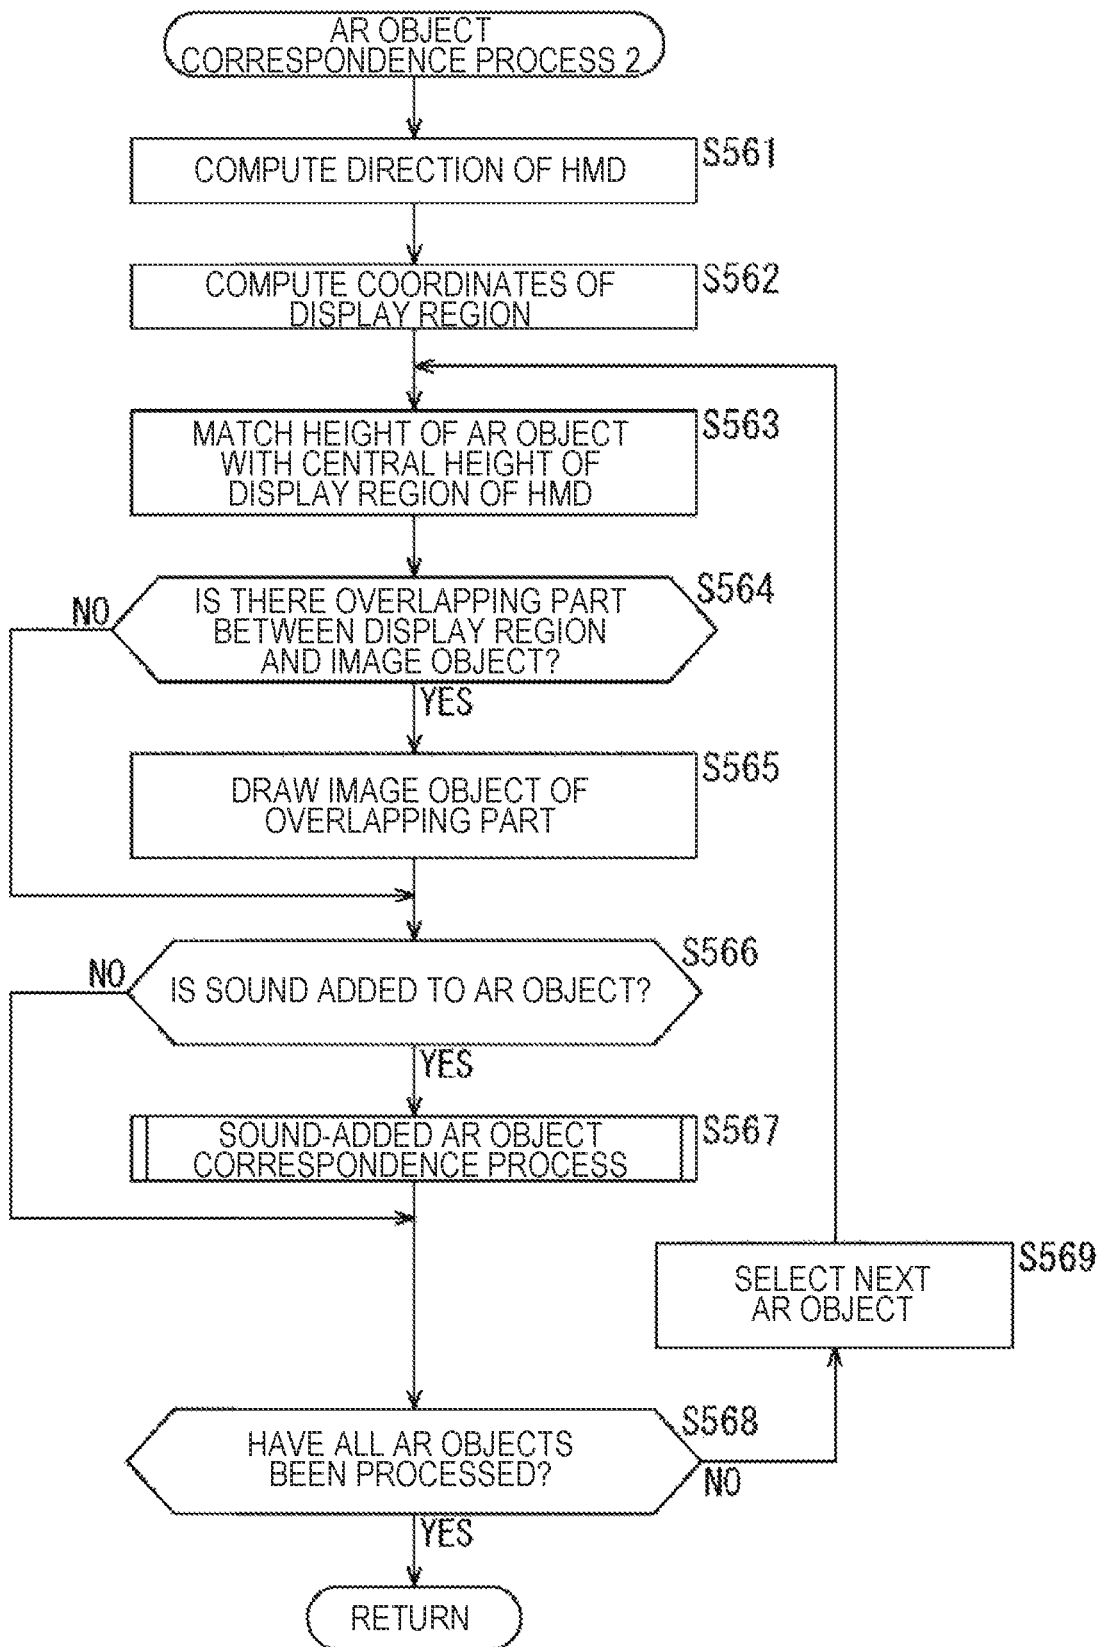 AR OBJECT
CORRESPONDENCE PROCESS 2
S561
COMPUTE DIRECTION OF HMD
S562
COMPUTE COORDINATES OF
DISPLAY REGION
S563
MATCH HEIGHT OF AR OBJECT
WITH CENTRAL HEIGHT OF
DISPLAY REGION OF HMD
S564
NO
IS THERE OVERLAPPING PART
BETWEEN DISPLAY REGION
AND IMAGE OBJECT?
YES
S565
DRAW IMAGE OBJECT OF
OVERLAPPING PART
S566
NO
IS SOUND ADDED TO AR OBJECT?
YES
S567
SOUND-ADDED AR OBJECT
CORRESPONDENCE PROCESS
S569
SELECT NEXT
AR OBJECT
S568
HAVE ALL AR OBJECTS
BEEN PROCESSED?
NO
YES
RETURN